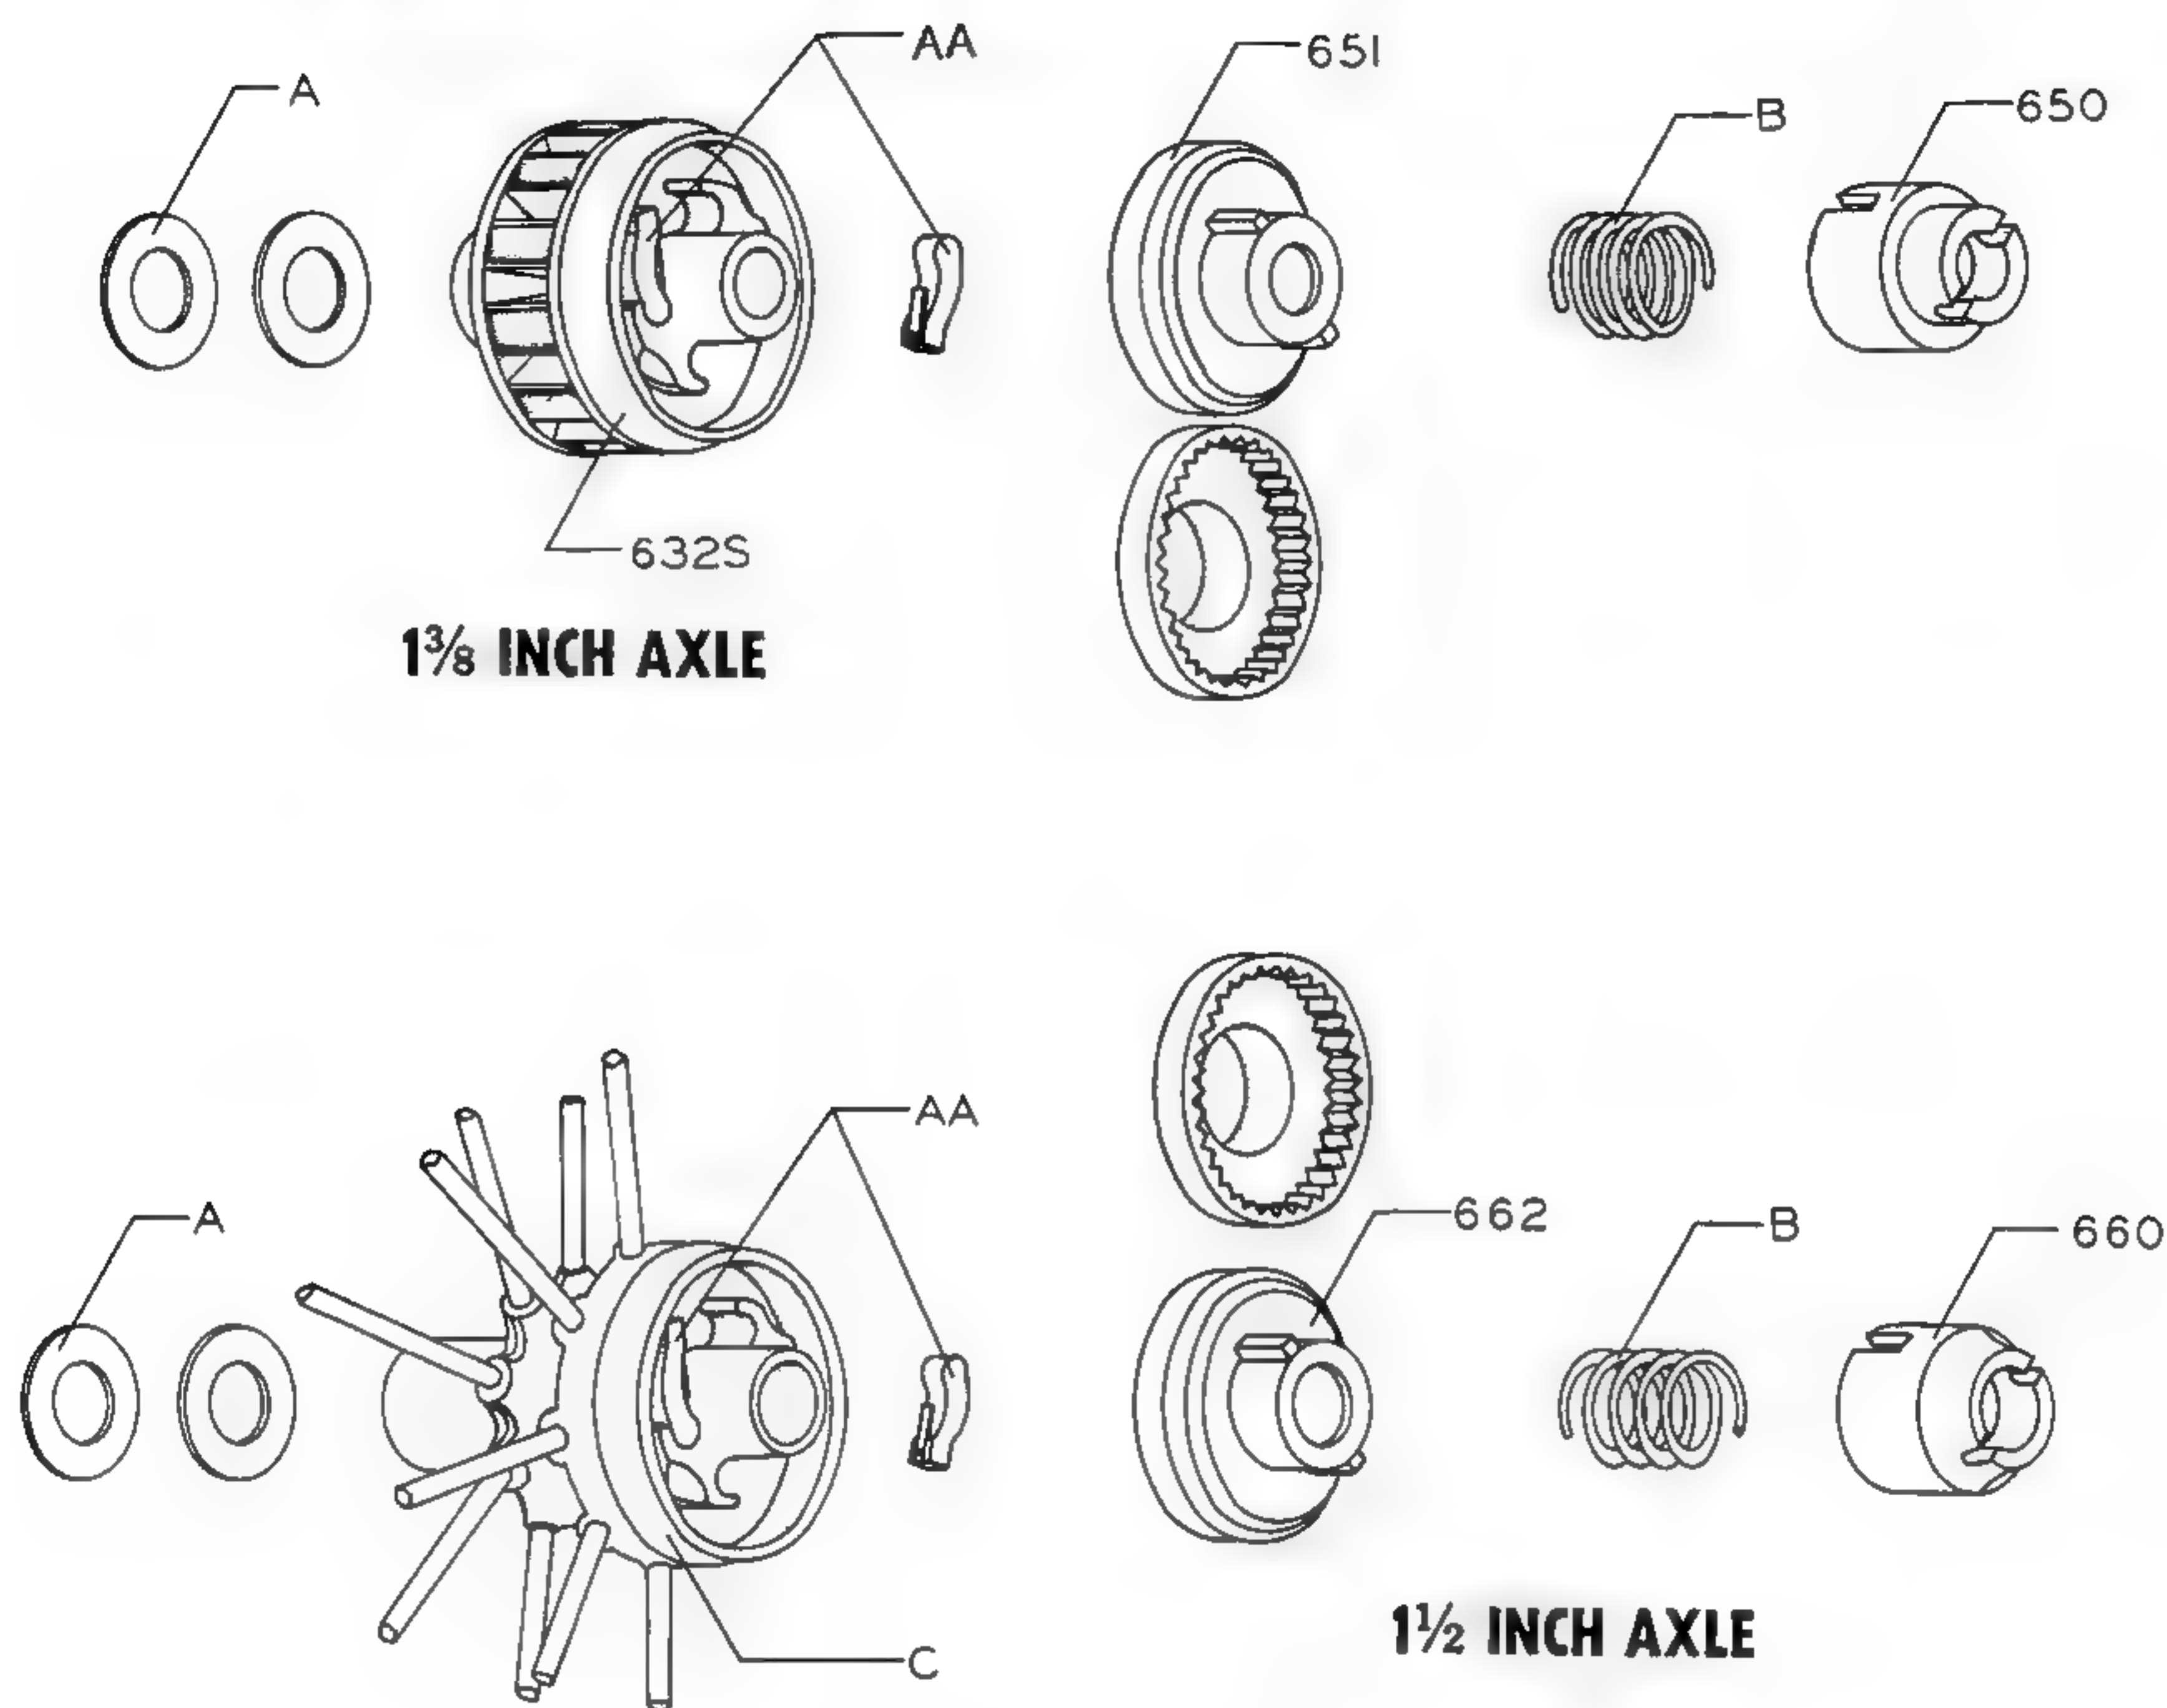 A
AA
651
B
650
632S
1⅜ INCH AXLE
A
AA
662
B
660
C
1½ INCH AXLE